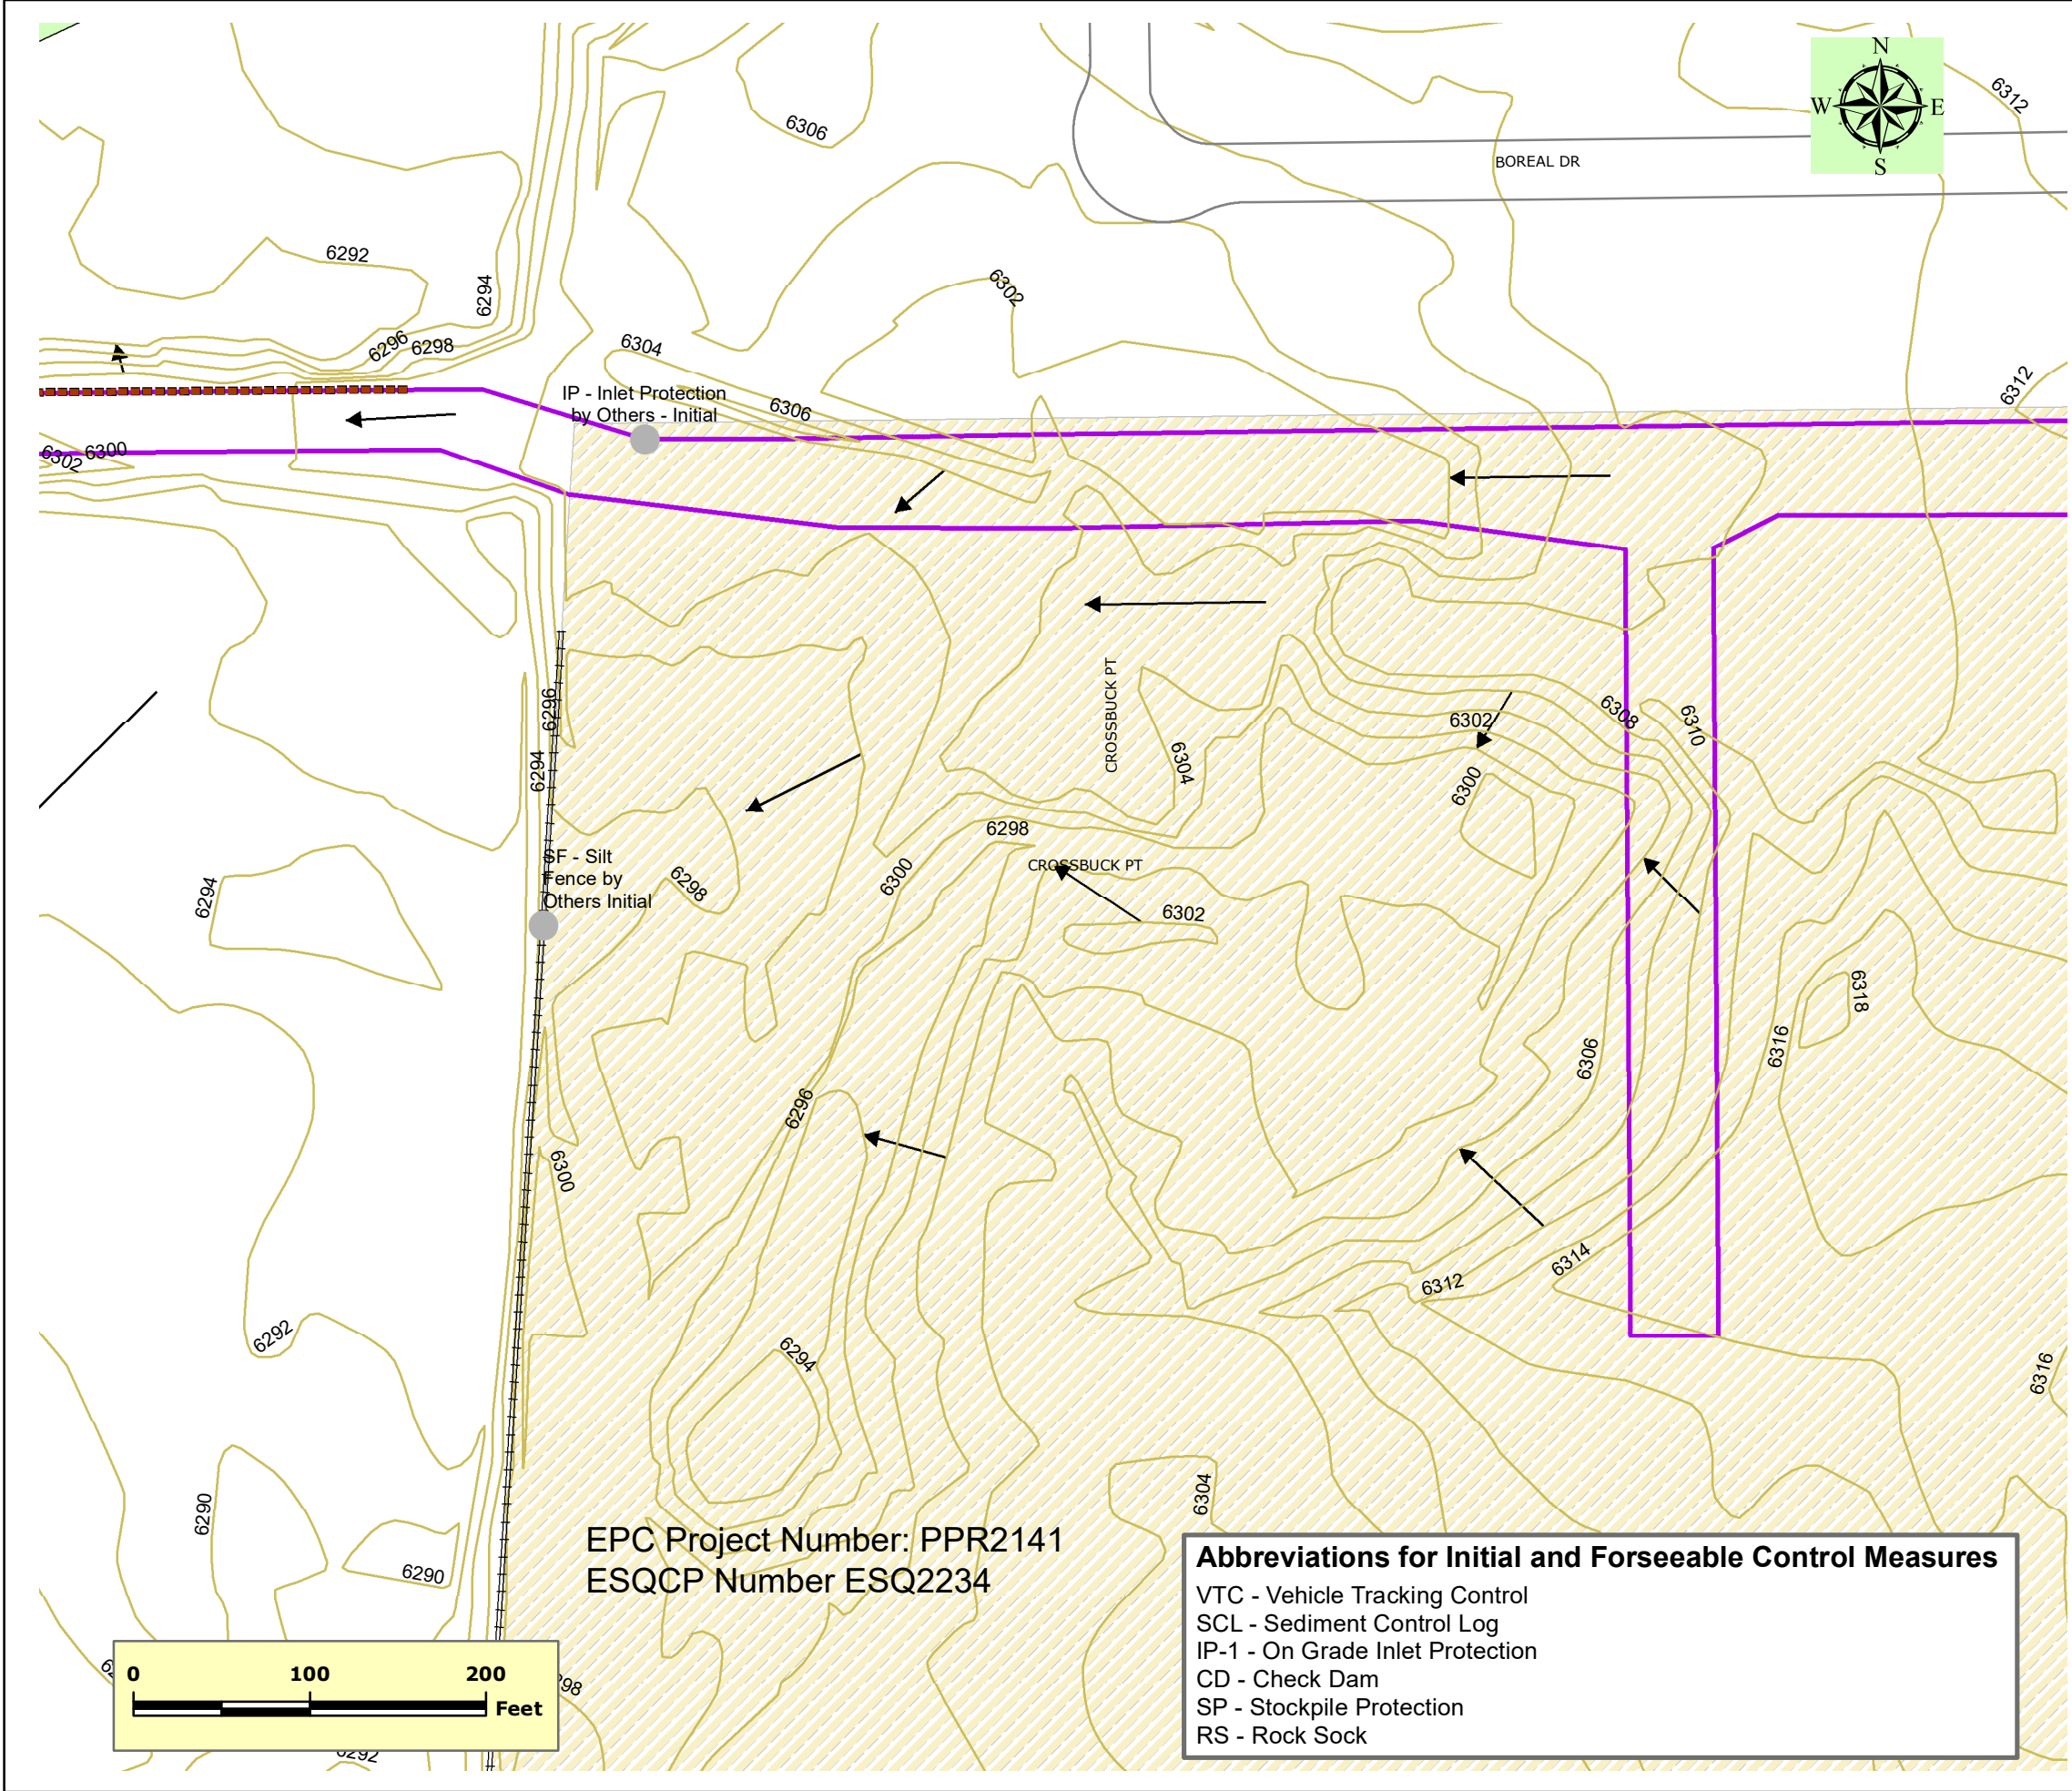 N
W E
S
6312
6306
BOREAL DR
6292
6294
6302
6296
6298
6304
6312
IP - Inlet Protection
by Others - Initial
6306
6302
6300
6296
CROSSBUCK PT
6302
6308
6310
6294
6304
6300
6298
SF - Silt
Fence by
Others Initial
6298
6300
CROSSBUCK PT
6294
6302
6318
6316
6306
6296
6300
6314
6312
6292
6294
6316
6304
6290
6290
EPC Project Number: PPR2141
ESQCP Number ESQ2234
Abbreviations for Initial and Forseeable Control Measures
VTC - Vehicle Tracking Control
SCL - Sediment Control Log
IP-1 - On Grade Inlet Protection
CD - Check Dam
SP - Stockpile Protection
RS - Rock Sock
0 100 200
Feet
6292